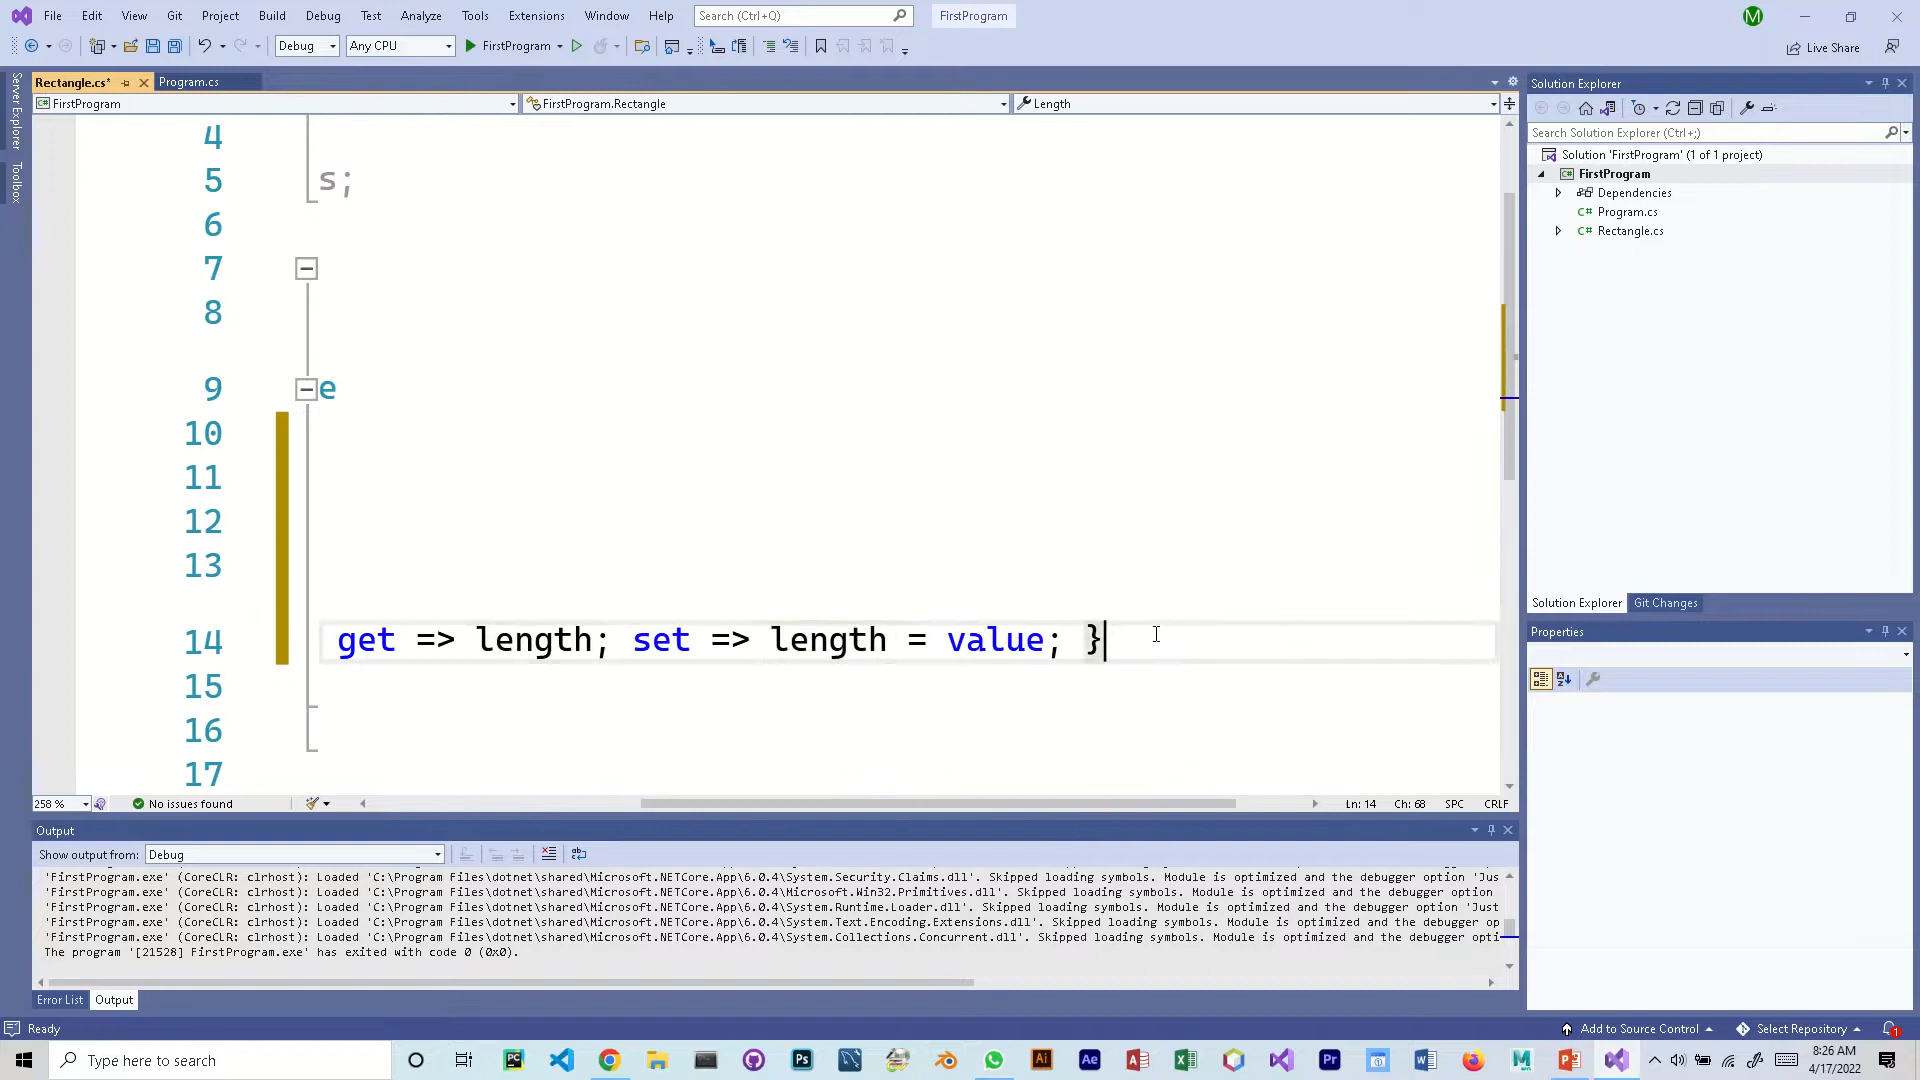 File Edit View Git Project Build Debug Test Analyze Tools Extensions Window Help Search (Ctrl+Q) FirstProgram M
Debug Any CPU FirstProgram Live Share
Server Explorer
Toolbox
Rectangle.cs* Program.cs
FirstProgram FirstProgram.Rectangle Length
4
5 s;
6
7
8
9 e
10
11
12
13
14 get => length; set => length = value; }
15
16
17
258 % No issues found Ln: 14 Ch: 68 SPC CRLF
Output
Show output from: Debug
'FirstProgram.exe' (CoreCLR: clrhost): Loaded 'C:\Program Files\dotnet\shared\Microsoft.NETCore.App\6.0.4\System.Security.Claims.dll'. Skipped loading symbols. Module is optimized and the debugger option 'Jus
'FirstProgram.exe' (CoreCLR: clrhost): Loaded 'C:\Program Files\dotnet\shared\Microsoft.NETCore.App\6.0.4\Microsoft.Win32.Primitives.dll'. Skipped loading symbols. Module is optimized and the debugger option
'FirstProgram.exe' (CoreCLR: clrhost): Loaded 'C:\Program Files\dotnet\shared\Microsoft.NETCore.App\6.0.4\System.Runtime.Loader.dll'. Skipped loading symbols. Module is optimized and the debugger option 'Just
'FirstProgram.exe' (CoreCLR: clrhost): Loaded 'C:\Program Files\dotnet\shared\Microsoft.NETCore.App\6.0.4\System.Text.Encoding.Extensions.dll'. Skipped loading symbols. Module is optimized and the debugger op
'FirstProgram.exe' (CoreCLR: clrhost): Loaded 'C:\Program Files\dotnet\shared\Microsoft.NETCore.App\6.0.4\System.Collections.Concurrent.dll'. Skipped loading symbols. Module is optimized and the debugger opti
The program '[21528] FirstProgram.exe' has exited with code 0 (0x0).
Error List Output
Solution Explorer
Search Solution Explorer (Ctrl+;)
Solution 'FirstProgram' (1 of 1 project)
FirstProgram
Dependencies
C# Program.cs
C# Rectangle.cs
Solution Explorer Git Changes
Properties
Ready Add to Source Control Select Repository 1
Type here to search
8:26 AM
4/17/2022